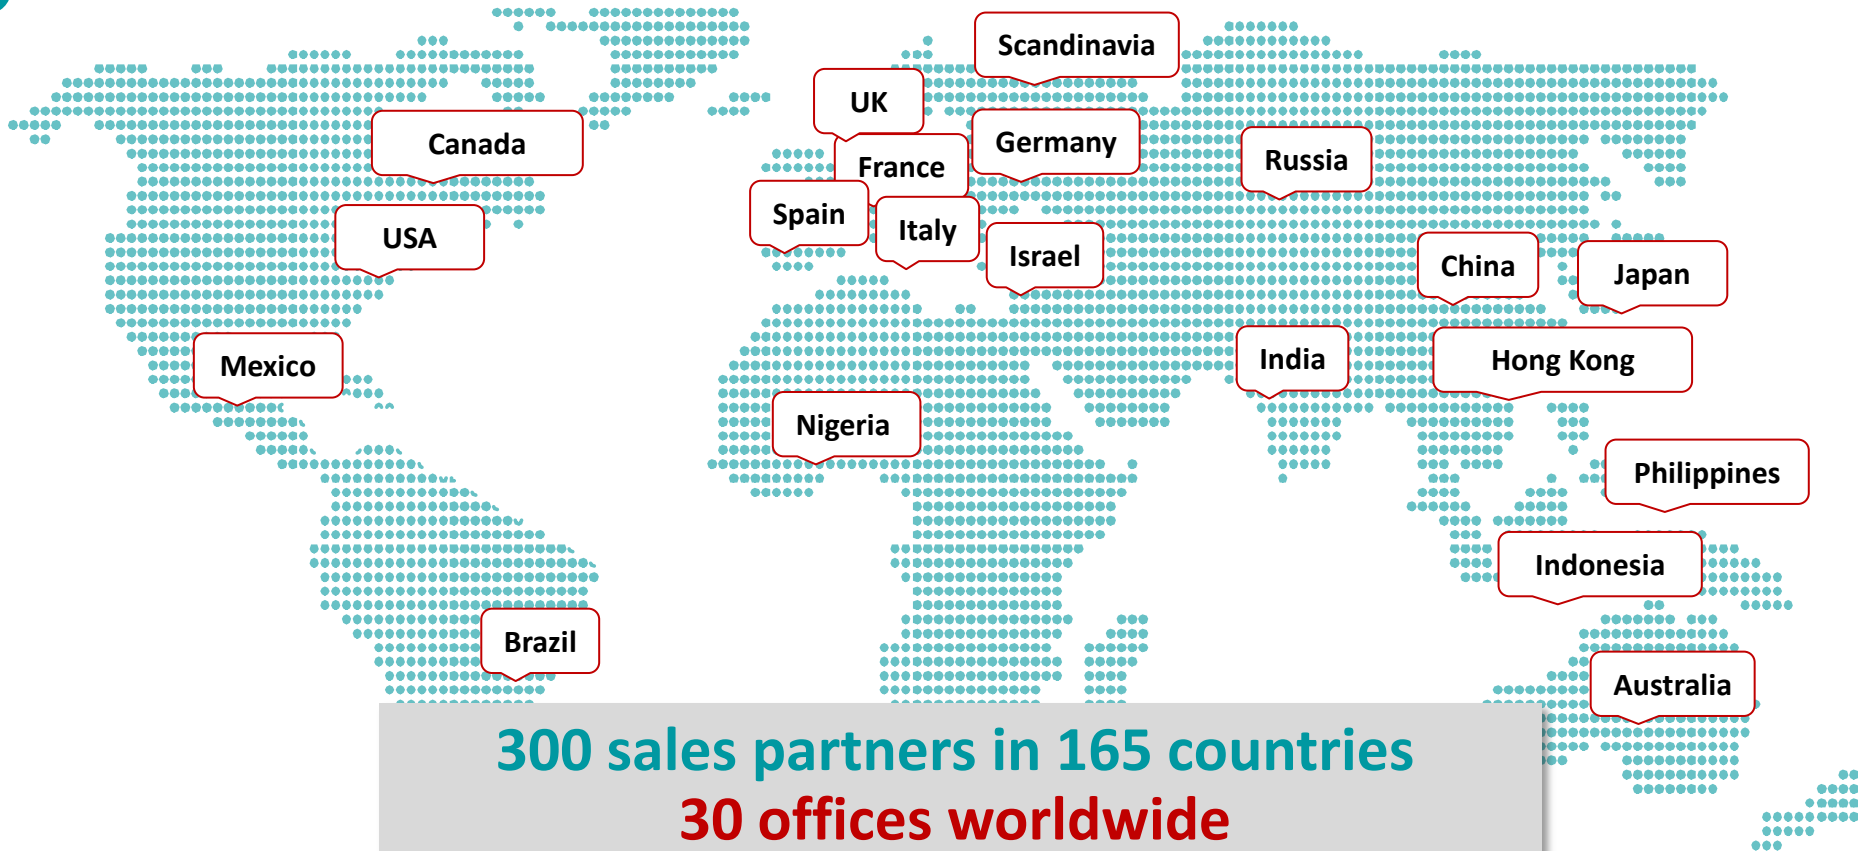 Scandinavia
UK
Canada
Germany
France
Russia
Spain
Italy
USA
Israel
China
Japan
Mexico
India
Hong Kong
Nigeria
Philippines
Indonesia
Brazil
Australia
300 sales partners in 165 countries
30 offices worldwide